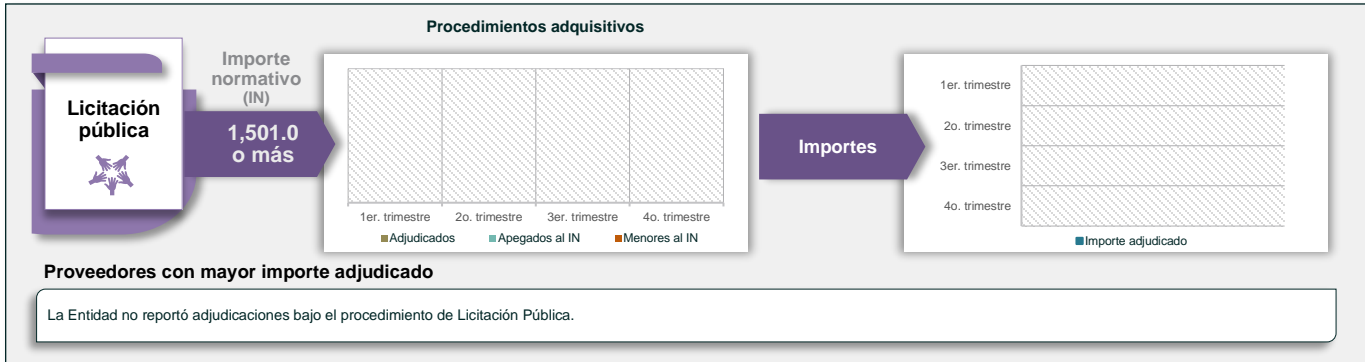 Procedimientos adquisitivos
Licitación
pública
Importe
normativo
(IN)
1,501.0
o más
1er. trimestre 2o. trimestre 3er. trimestre 4o. trimestre
Adjudicados Apegados al IN Menores al IN
Importes
1er. trimestre
2o. trimestre
3er. trimestre
4o. trimestre
Importe adjudicado
Proveedores con mayor importe adjudicado
La Entidad no reportó adjudicaciones bajo el procedimiento de Licitación Pública.